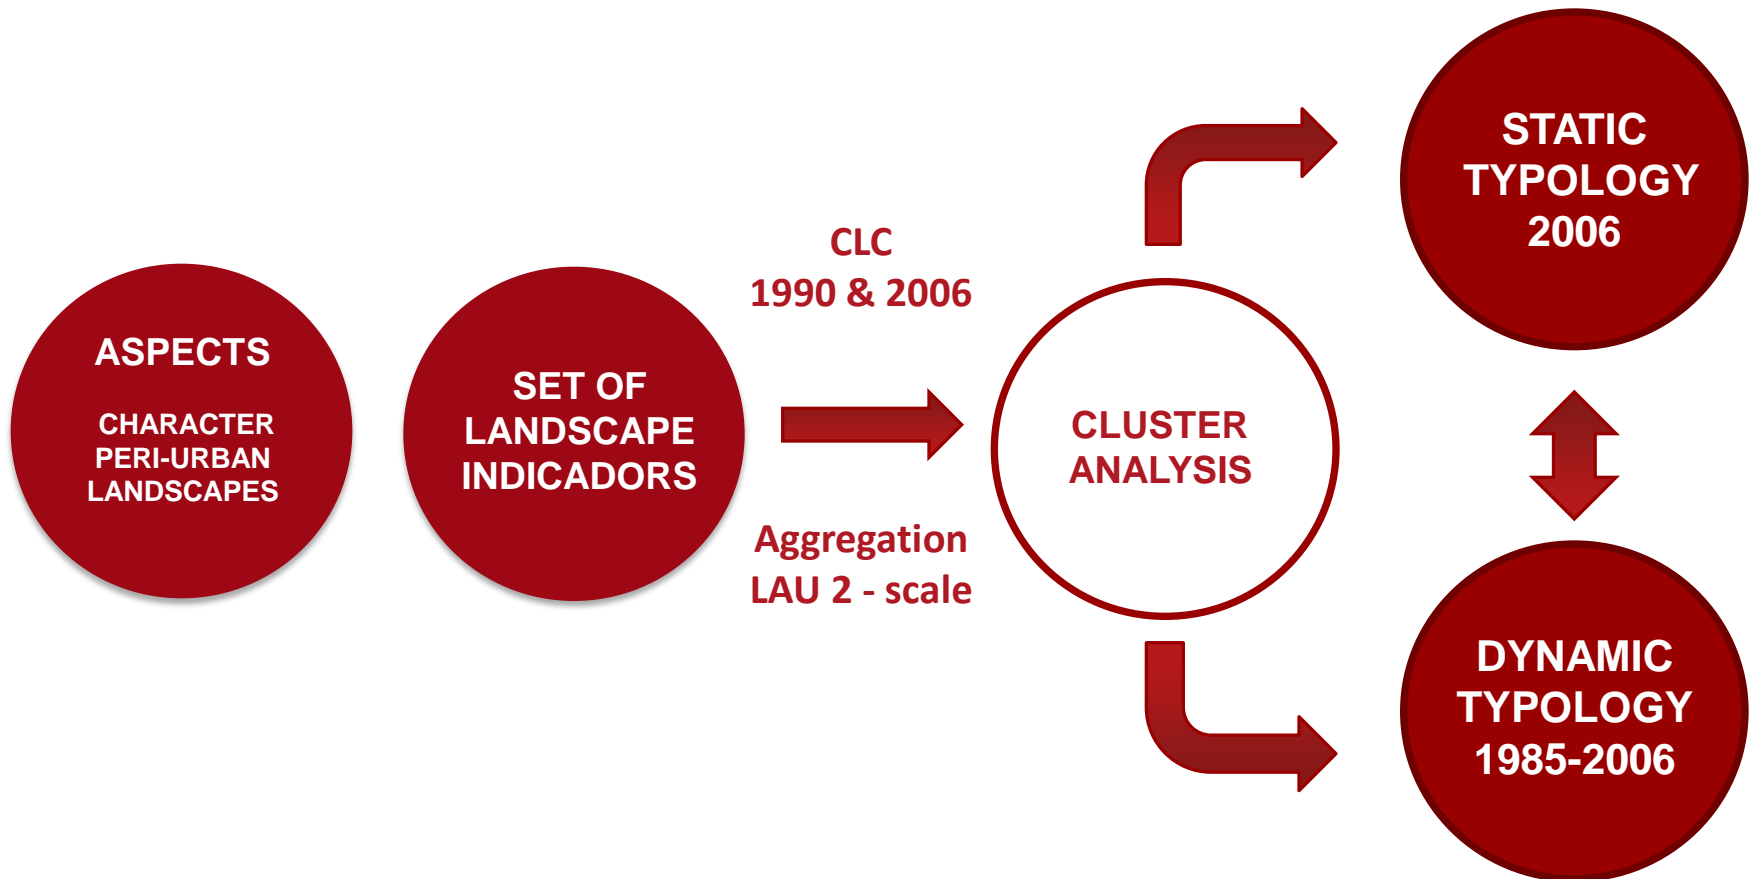 ASPECTS
CHARACTER
PERI-URBAN
LANDSCAPES
SET OF
LANDSCAPE
INDICADORS
CLC
1990 & 2006
Aggregation
LAU 2 - scale
CLUSTER
ANALYSIS
STATIC
TYPOLOGY
2006
DYNAMIC
TYPOLOGY
1985-2006